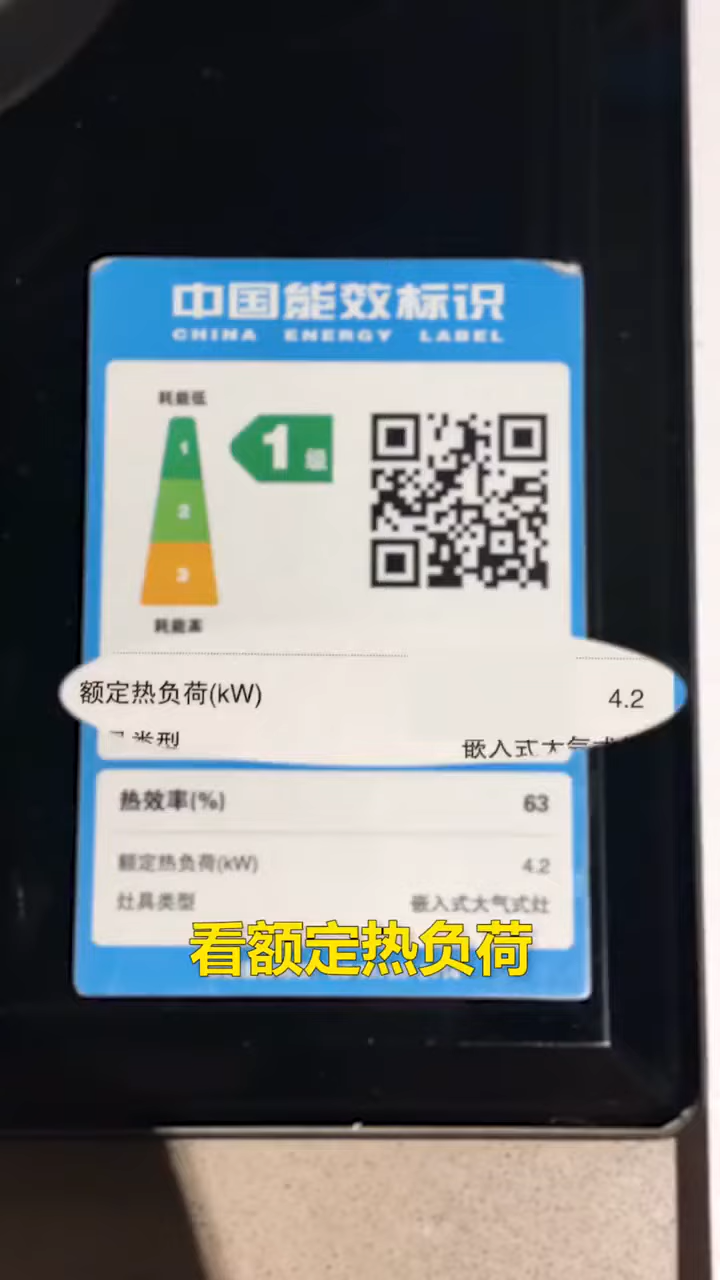 中国能效标识
CHINA ENERGY LABEL
耗能低
1
1级
2
3
耗能高
额定热负荷(kW)
4.2
类型
嵌入式大气式
热效率(%)
63
额定热负荷(kW)
4.2
灶具类型
嵌入式大气式灶
看额定热负荷